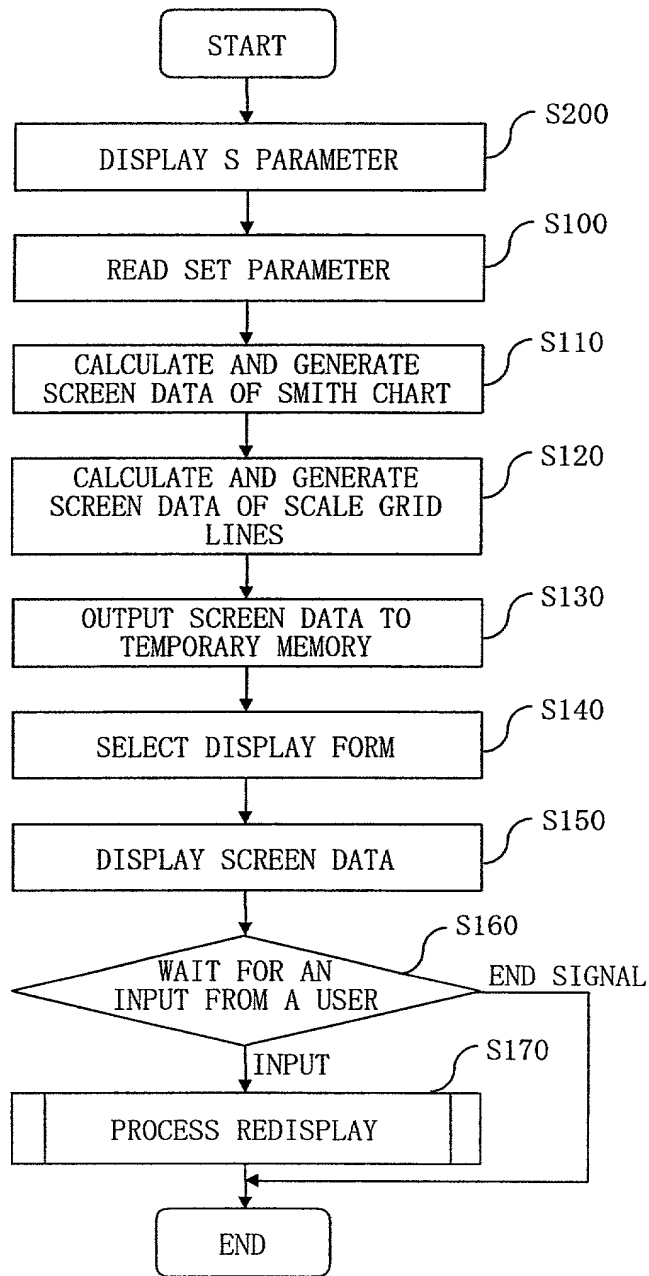 START
S200
DISPLAY S PARAMETER
S100
READ SET PARAMETER
S110
CALCULATE AND GENERATE
SCREEN DATA OF SMITH CHART
S120
CALCULATE AND GENERATE
SCREEN DATA OF SCALE GRID
LINES
S130
OUTPUT SCREEN DATA TO
TEMPORARY MEMORY
S140
SELECT DISPLAY FORM
S150
DISPLAY SCREEN DATA
S160
WAIT FOR AN
INPUT FROM A USER
END SIGNAL
INPUT
S170
PROCESS REDISPLAY
END